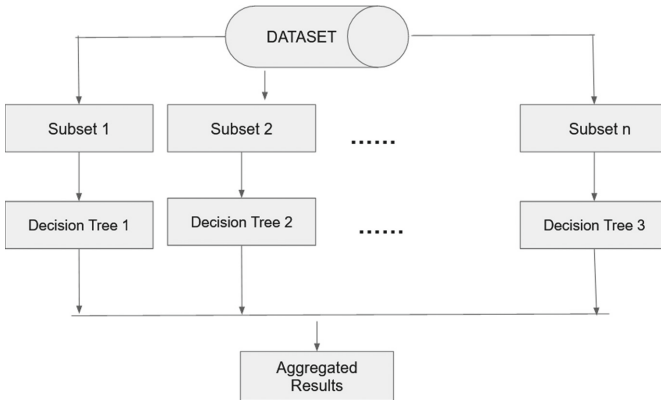 DATASET
Subset 1
Subset 2
......
Subset n
Decision Tree 1
Decision Tree 2
......
Decision Tree 3
Aggregated
Results